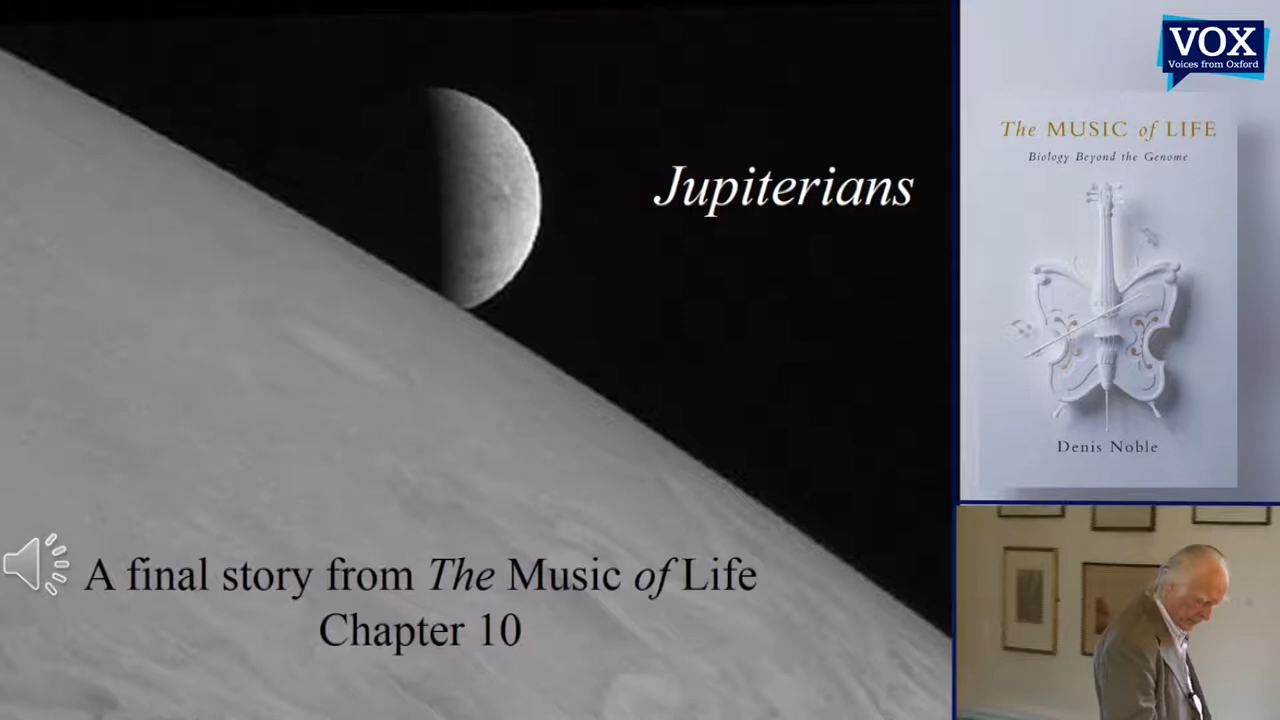 Jupiterians
A final story from The Music of Life
Chapter 10
VOX
Voices from Oxford
The MUSIC of LIFE
Biology Beyond the Genome
Denis Noble